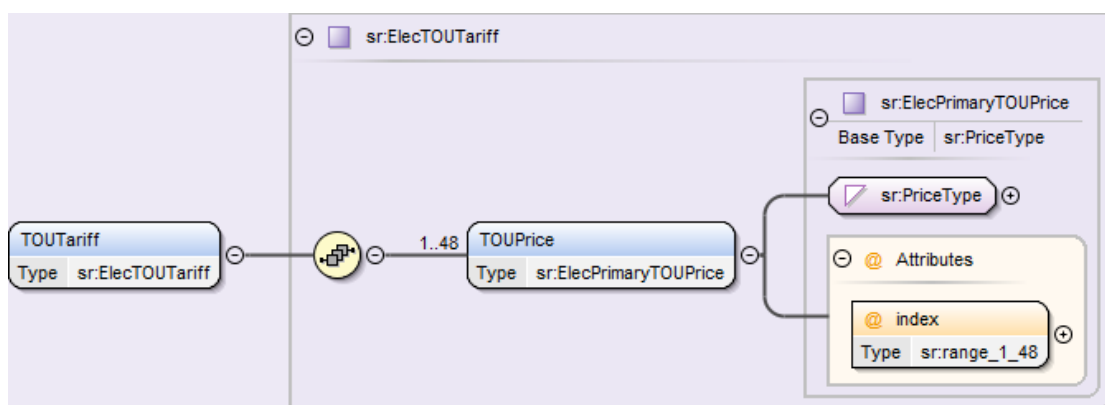 sr:ElecTOUTariff
sr:ElecPrimaryTOUPrice
Base Type sr:PriceType
sr:PriceType
TOUTariff
Type sr:ElecTOUTariff
1..48
TOUPrice
Type sr:ElecPrimaryTOUPrice
@ Attributes
@ index
Type sr:range_1_48